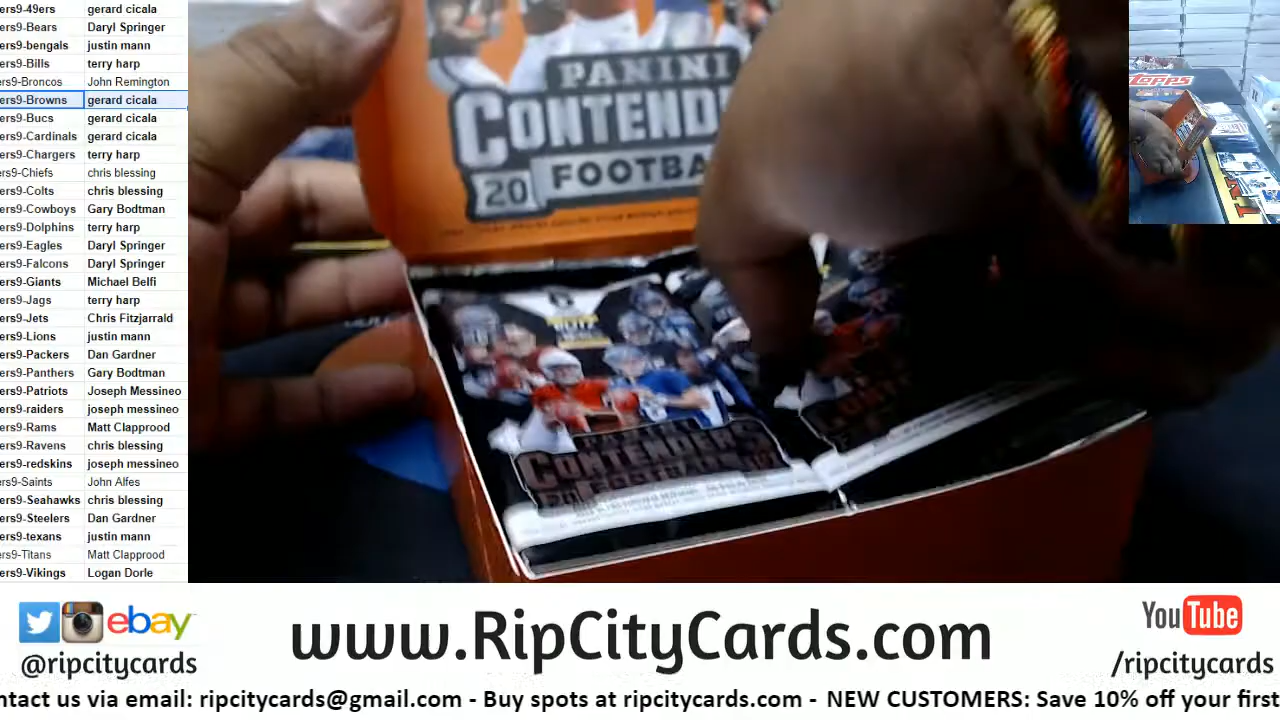 ers9-49ers gerard cicala
ers9-Bears Daryl Springer
ers9-bengals justin mann
ers9-Bills terry harp
ers9-Broncos John Remington
ers9-Browns gerard cicala
ers9-Bucs gerard cicala
ers9-Cardinals gerard cicala
ers9-Chargers terry harp
ers9-Chiefs chris blessing
ers9-Colts chris blessing
ers9-Cowboys Gary Bodtman
ers9-Dolphins terry harp
ers9-Eagles Daryl Springer
ers9-Falcons Daryl Springer
ers9-Giants Michael Belfi
ers9-Jags terry harp
ers9-Jets Chris Fitzjarrald
ers9-Lions justin mann
ers9-Packers Dan Gardner
ers9-Panthers Gary Bodtman
ers9-Patriots Joseph Messineo
ers9-raiders joseph messineo
ers9-Rams Matt Clapprood
ers9-Ravens chris blessing
ers9-redskins joseph messineo
ers9-Saints John Alfes
ers9-Seahawks chris blessing
ers9-Steelers Dan Gardner
ers9-texans justin mann
ers9-Titans Matt Clapprood
ers9-Vikings Logan Dorle
PANINI
CONTEND
20 FOOTBA
CONTENDERS
Topps
ebay
@ripcitycards
www.RipCityCards.com
YouTube
/ripcitycards
ntact us via email: ripcitycards@gmail.com - Buy spots at ripcitycards.com - NEW CUSTOMERS: Save 10% off your first